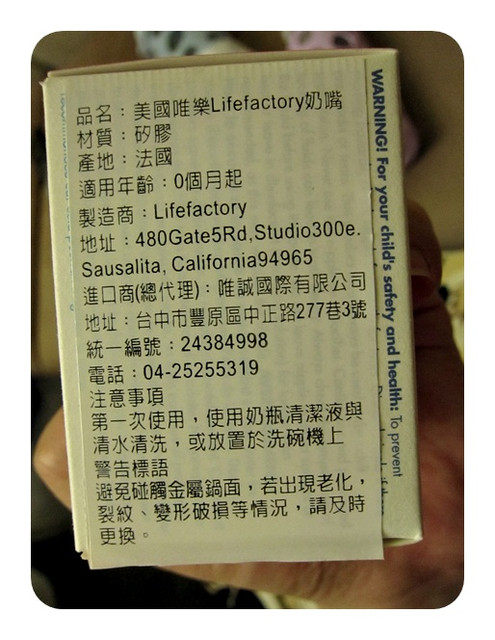 品名：美國唯樂Lifefactory奶嘴
材質：矽膠
產地：法國
適用年齡：0個月起
製造商：Lifefactory
地址：480Gate5Rd,Studio300e.
Sausalita, California94965
進口商(總代理)：唯誠國際有限公司
地址：台中市豐原區中正路277巷3號
統一編號：24384998
電話：04-25255319
注意事項
第一次使用，使用奶瓶清潔液與
清水清洗，或放置於洗碗機上
警告標語
避免碰觸金屬鍋面，若出現老化，
裂紋、變形破損等情況，請及時
更換。
WARNING! For your child's safety and health: To prevent